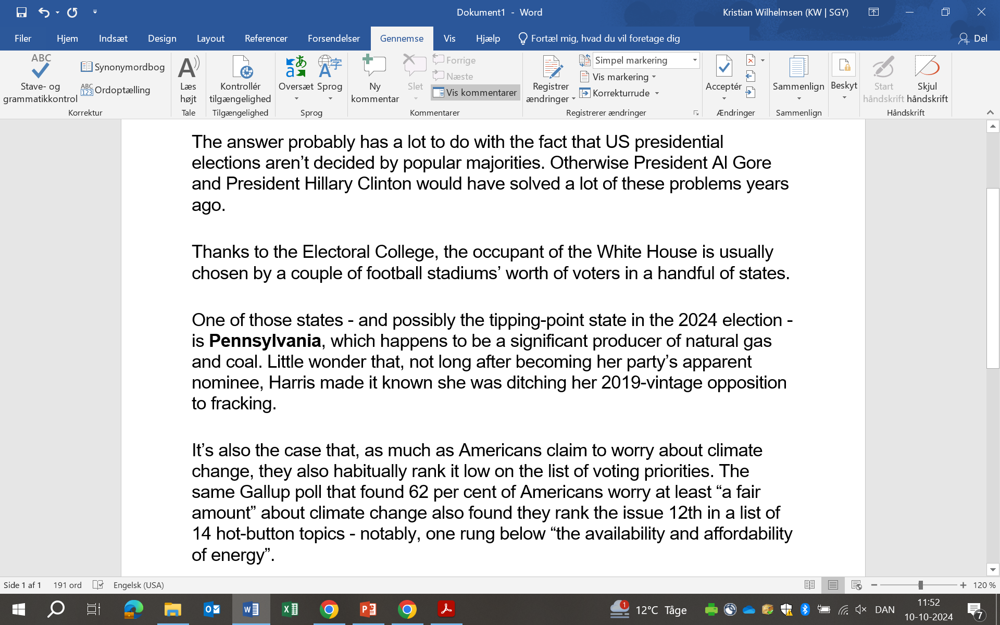 Dokument1 - Word
Kristian Wilhelmsen (KW | SGY)
Filer Hjem Indsæt Design Layout Referencer Forsendelser Gennemse Vis Hjælp Fortæl mig, hvad du vil foretage dig Del
ABC
Stave- og
grammatikkontrol
Synonymordbog
ABC
123
Ordoptælling
Korrektur
Læs
højt
Tale
Kontrollér
tilgængelighed
Tilgængelighed
Oversæt
Sprog
Sprog
Ny
kommentar
Slet
Forrige
Næste
Vis kommentarer
Kommentarer
Registrer
ændringer
Simpel markering
Vis markering
Korrekturrude
Registrerer ændringer
Acceptér
Ændringer
Sammenlign
Sammenlign
Beskyt
Start
håndskrift
Skjul
håndskrift
Håndskrift
The answer probably has a lot to do with the fact that US presidential
elections aren’t decided by popular majorities. Otherwise President Al Gore
and President Hillary Clinton would have solved a lot of these problems years
ago.
Thanks to the Electoral College, the occupant of the White House is usually
chosen by a couple of football stadiums’ worth of voters in a handful of states.
One of those states - and possibly the tipping-point state in the 2024 election -
is Pennsylvania, which happens to be a significant producer of natural gas
and coal. Little wonder that, not long after becoming her party’s apparent
nominee, Harris made it known she was ditching her 2019-vintage opposition
to fracking.
It’s also the case that, as much as Americans claim to worry about climate
change, they also habitually rank it low on the list of voting priorities. The
same Gallup poll that found 62 per cent of Americans worry at least “a fair
amount” about climate change also found they rank the issue 12th in a list of
14 hot-button topics - notably, one rung below “the availability and affordability
of energy”.
Side 1 af 1 191 ord Engelsk (USA) 120 %
1 12°C Tåge DAN 11:52
10-10-2024
7